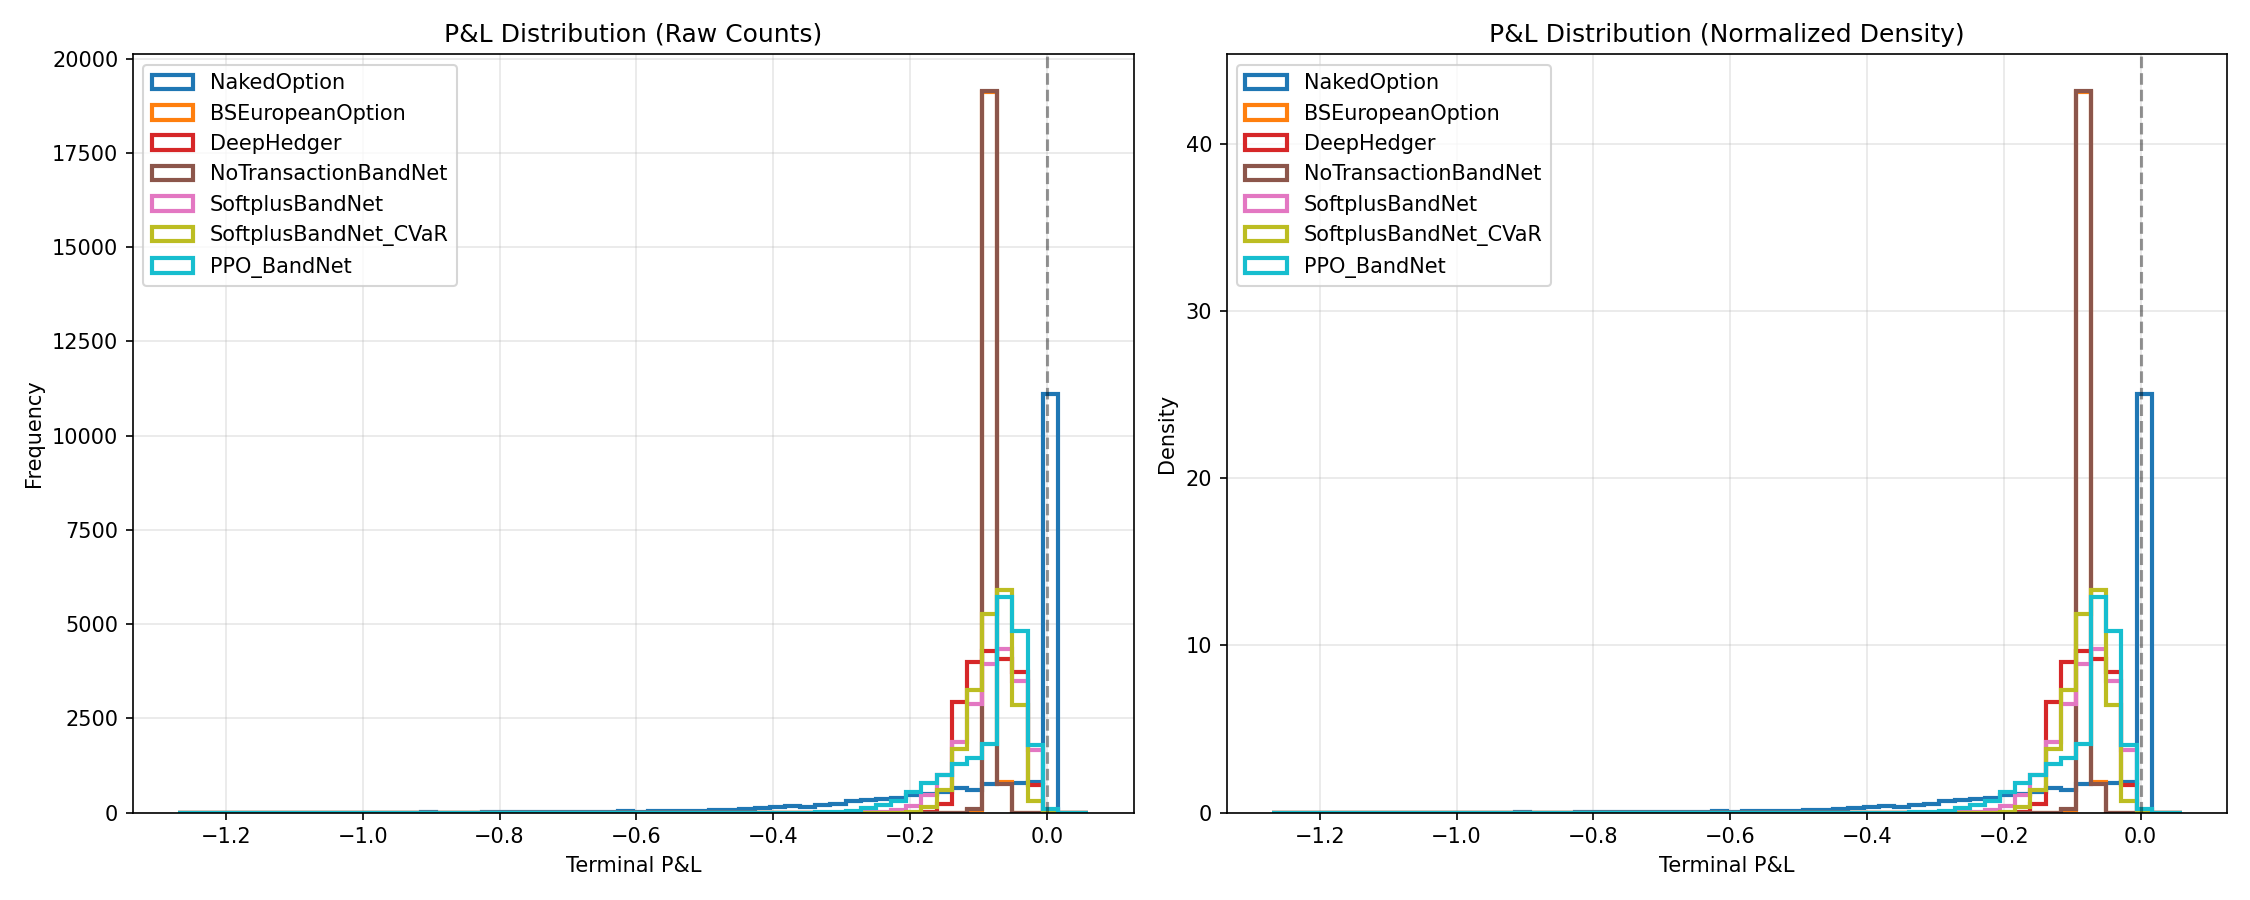 P&L Distribution (Raw Counts)
20000
17500
15000
12500
10000
7500
5000
2500
0
Frequency
NakedOption
BSEuropeanOption
DeepHedger
NoTransactionBandNet
SoftplusBandNet
SoftplusBandNet_CVaR
PPO_BandNet
−1.2 −1.0 −0.8 −0.6 −0.4 −0.2 0.0
Terminal P&L
P&L Distribution (Normalized Density)
40
30
20
10
0
Density
NakedOption
BSEuropeanOption
DeepHedger
NoTransactionBandNet
SoftplusBandNet
SoftplusBandNet_CVaR
PPO_BandNet
−1.2 −1.0 −0.8 −0.6 −0.4 −0.2 0.0
Terminal P&L